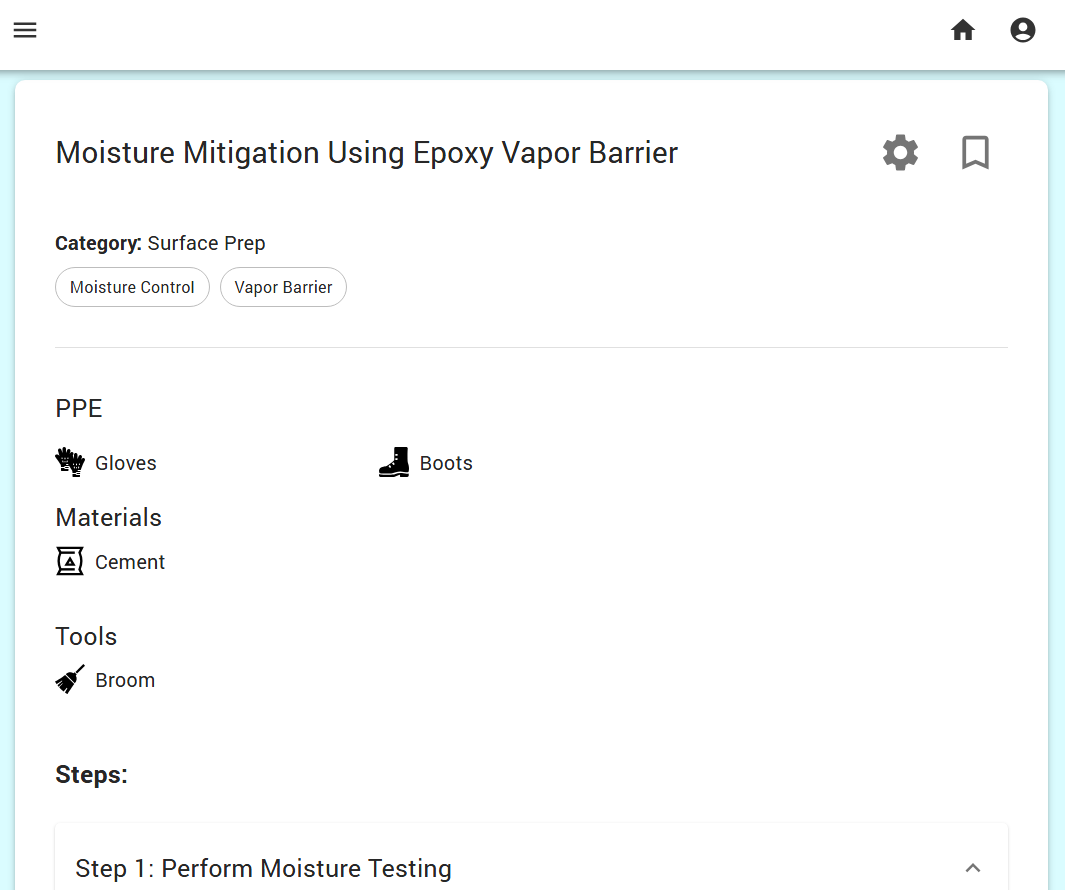 Moisture Mitigation Using Epoxy Vapor Barrier
Category: Surface Prep
Moisture Control Vapor Barrier
PPE
Gloves Boots
Materials
Cement
Tools
Broom
Steps:
Step 1: Perform Moisture Testing